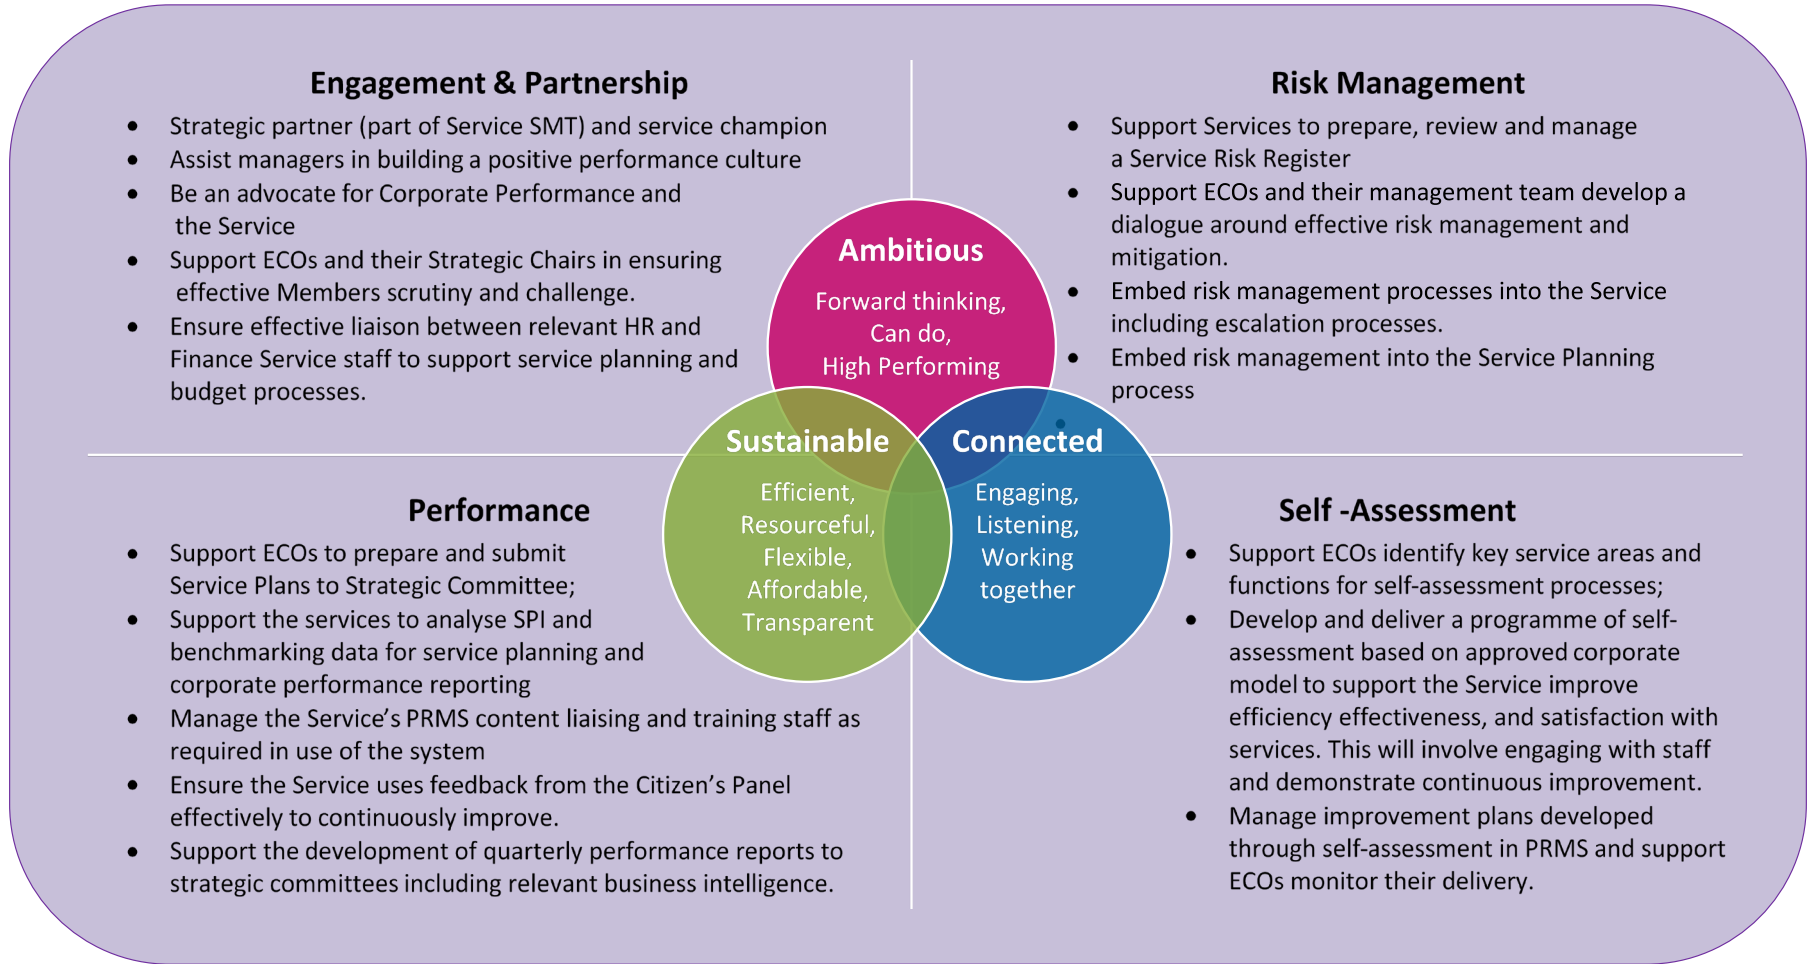 Engagement & Partnership
• Strategic partner (part of Service SMT) and service champion
• Assist managers in building a positive performance culture
• Be an advocate for Corporate Performance and
the Service
• Support ECOs and their Strategic Chairs in ensuring
effective Members scrutiny and challenge.
• Ensure effective liaison between relevant HR and
Finance Service staff to support service planning and
budget processes.
Risk Management
• Support Services to prepare, review and manage
a Service Risk Register
• Support ECOs and their management team develop a
dialogue around effective risk management and
mitigation.
• Embed risk management processes into the Service
including escalation processes.
• Embed risk management into the Service Planning
process
•
Ambitious
Forward thinking,
Can do,
High Performing
Sustainable
Efficient,
Resourceful,
Flexible,
Affordable,
Transparent
Connected
Engaging,
Listening,
Working
together
Performance
• Support ECOs to prepare and submit
Service Plans to Strategic Committee;
• Support the services to analyse SPI and
benchmarking data for service planning and
corporate performance reporting
• Manage the Service’s PRMS content liaising and training staff as
required in use of the system
• Ensure the Service uses feedback from the Citizen’s Panel
effectively to continuously improve.
• Support the development of quarterly performance reports to
strategic committees including relevant business intelligence.
Self -Assessment
• Support ECOs identify key service areas and
functions for self-assessment processes;
• Develop and deliver a programme of self-
assessment based on approved corporate
model to support the Service improve
efficiency effectiveness, and satisfaction with
services. This will involve engaging with staff
and demonstrate continuous improvement.
• Manage improvement plans developed
through self-assessment in PRMS and support
ECOs monitor their delivery.